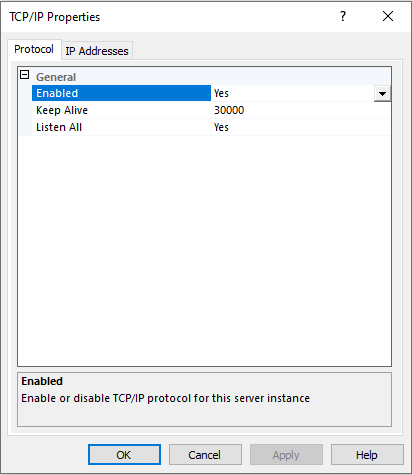 TCP/IP Properties
?
Protocol
IP Addresses
General
Enabled Yes
Keep Alive 30000
Listen All Yes
Enabled
Enable or disable TCP/IP protocol for this server instance
OK Cancel Apply Help